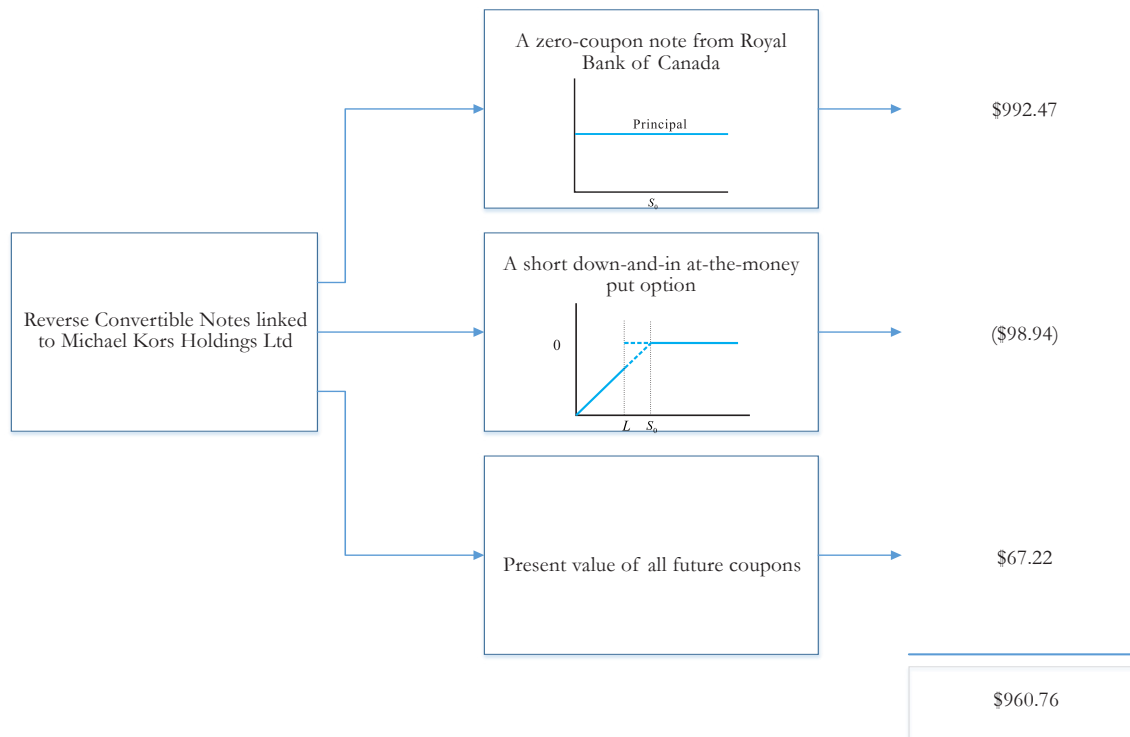 A zero-coupon note from Royal
Bank of Canada
Principal
S₀
$992.47
Reverse Convertible Notes linked
to Michael Kors Holdings Ltd
A short down-and-in at-the-money
put option
0
L S₀
($98.94)
Present value of all future coupons
$67.22
$960.76